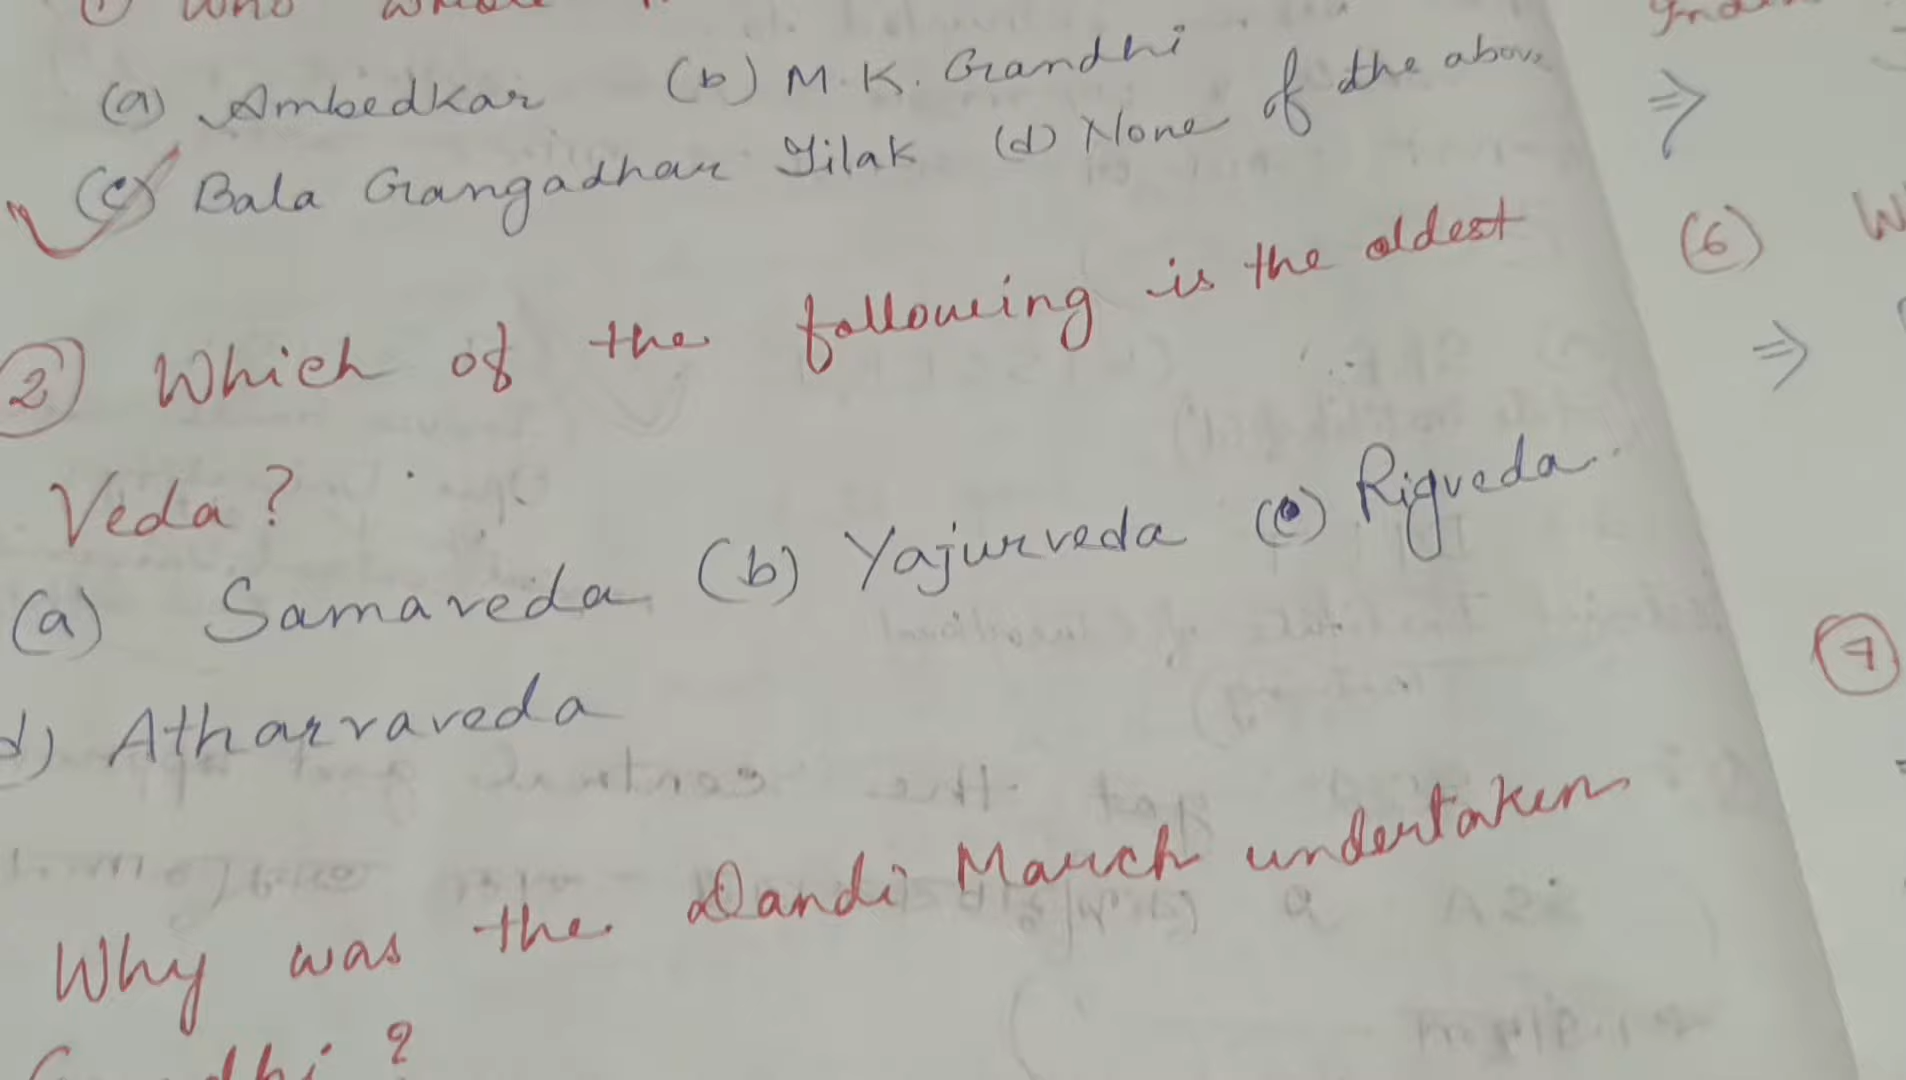 (a) Ambedkar (b) M.K. Gandhi
(c) Bala Gangadhar Tilak (d) None of the above
(2) Which of the following is the oldest
Veda?
(a) Samaveda (b) Yajurveda (c) Rigveda
d) Atharvaveda
Why was the Dandi March undertaken
?
⇒
(6)
⇒
(7)